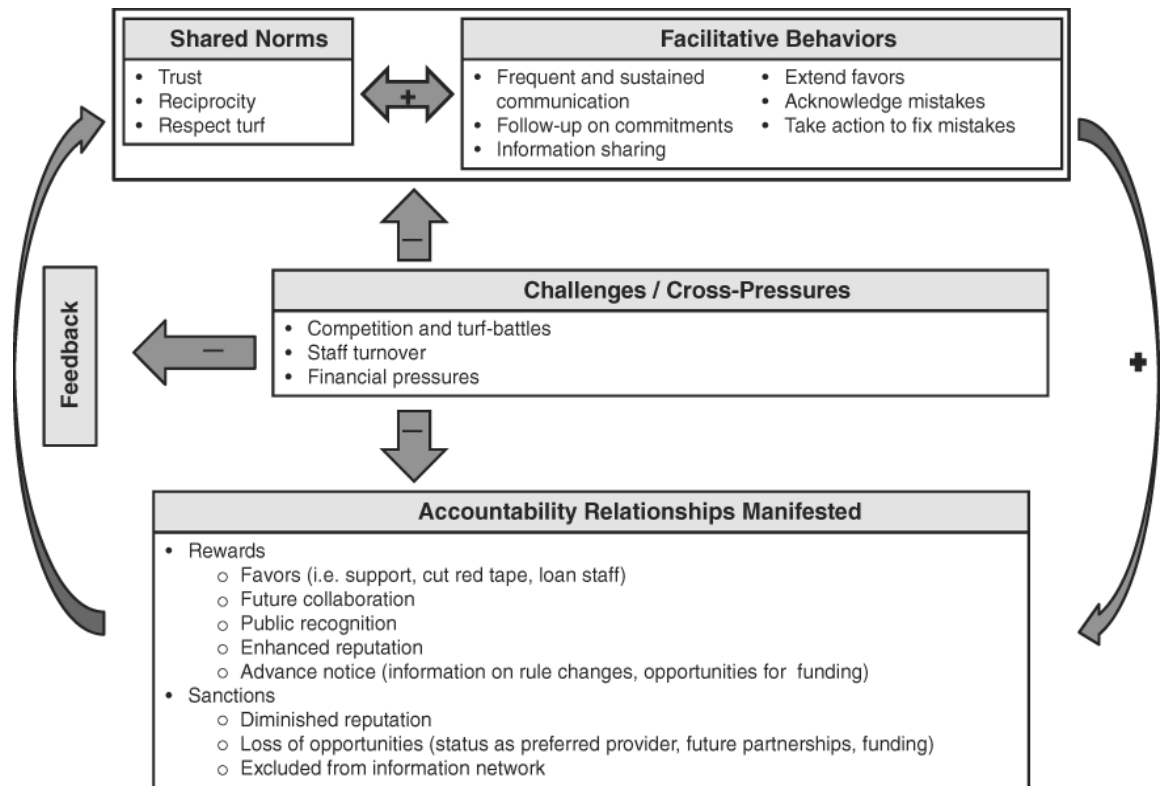 Shared Norms
• Trust
• Reciprocity
• Respect turf
+
Facilitative Behaviors
• Frequent and sustained
communication
• Follow-up on commitments
• Information sharing
• Extend favors
• Acknowledge mistakes
• Take action to fix mistakes
−
Challenges / Cross-Pressures
• Competition and turf-battles
• Staff turnover
• Financial pressures
−
Feedback
+
−
Accountability Relationships Manifested
• Rewards
○ Favors (i.e. support, cut red tape, loan staff)
○ Future collaboration
○ Public recognition
○ Enhanced reputation
○ Advance notice (information on rule changes, opportunities for funding)
• Sanctions
○ Diminished reputation
○ Loss of opportunities (status as preferred provider, future partnerships, funding)
○ Excluded from information network